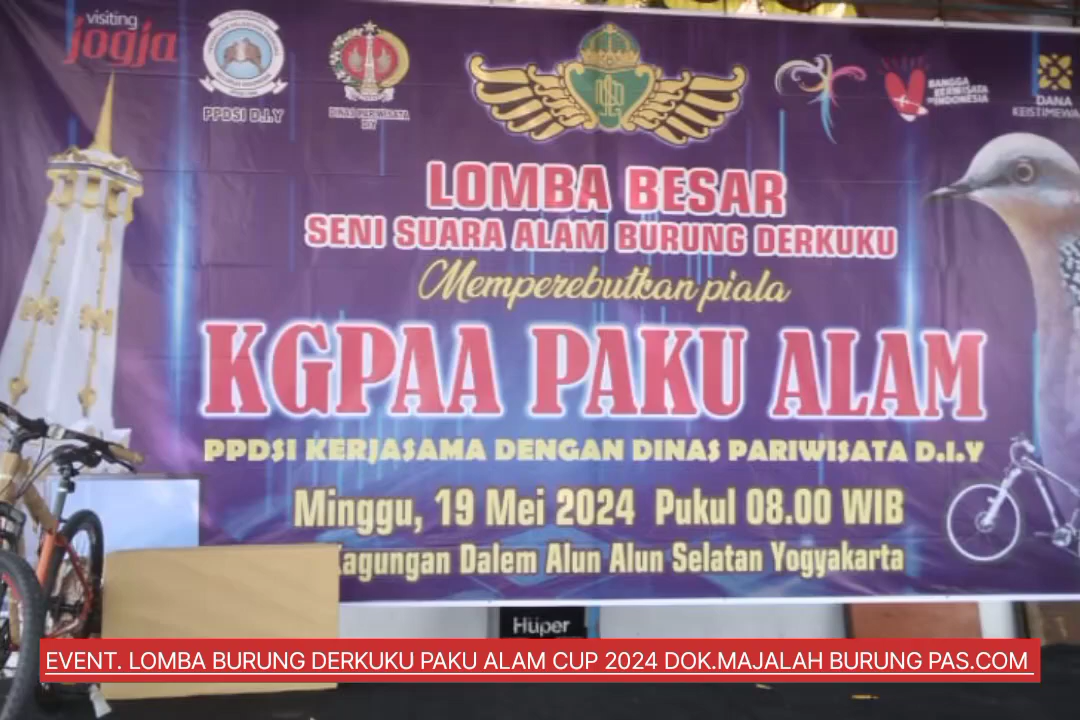 visiting
jogja
PPDSI D.I.Y
DINAS PARIWISATA
DIY
BANGGA
BERWISATA
DI INDONESIA
DANA
KEISTIMEWA
LOMBA BESAR
SENI SUARA ALAM BURUNG DERKUKU
Memperebutkan piala
KGPAA PAKU ALAM
PPDSI KERJASAMA DENGAN DINAS PARIWISATA D.I.Y
Minggu, 19 Mei 2024 Pukul 08.00 WIB
Kagungan Dalem Alun Alun Selatan Yogyakarta
Hüper
EVENT. LOMBA BURUNG DERKUKU PAKU ALAM CUP 2024 DOK.MAJALAH BURUNG PAS.COM